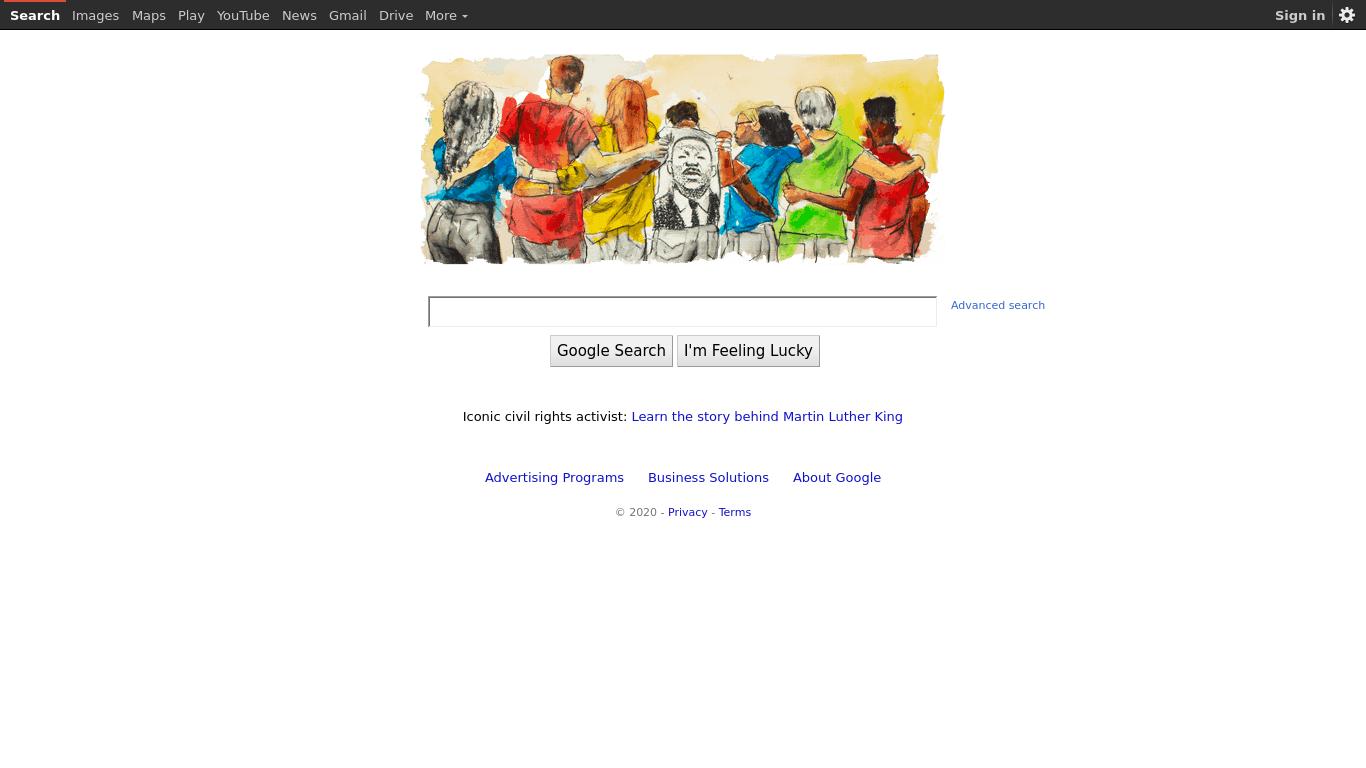 Search Images Maps Play YouTube News Gmail Drive More Sign in
Advanced search
Google Search I'm Feeling Lucky
Iconic civil rights activist: Learn the story behind Martin Luther King
Advertising Programs Business Solutions About Google
© 2020 - Privacy - Terms